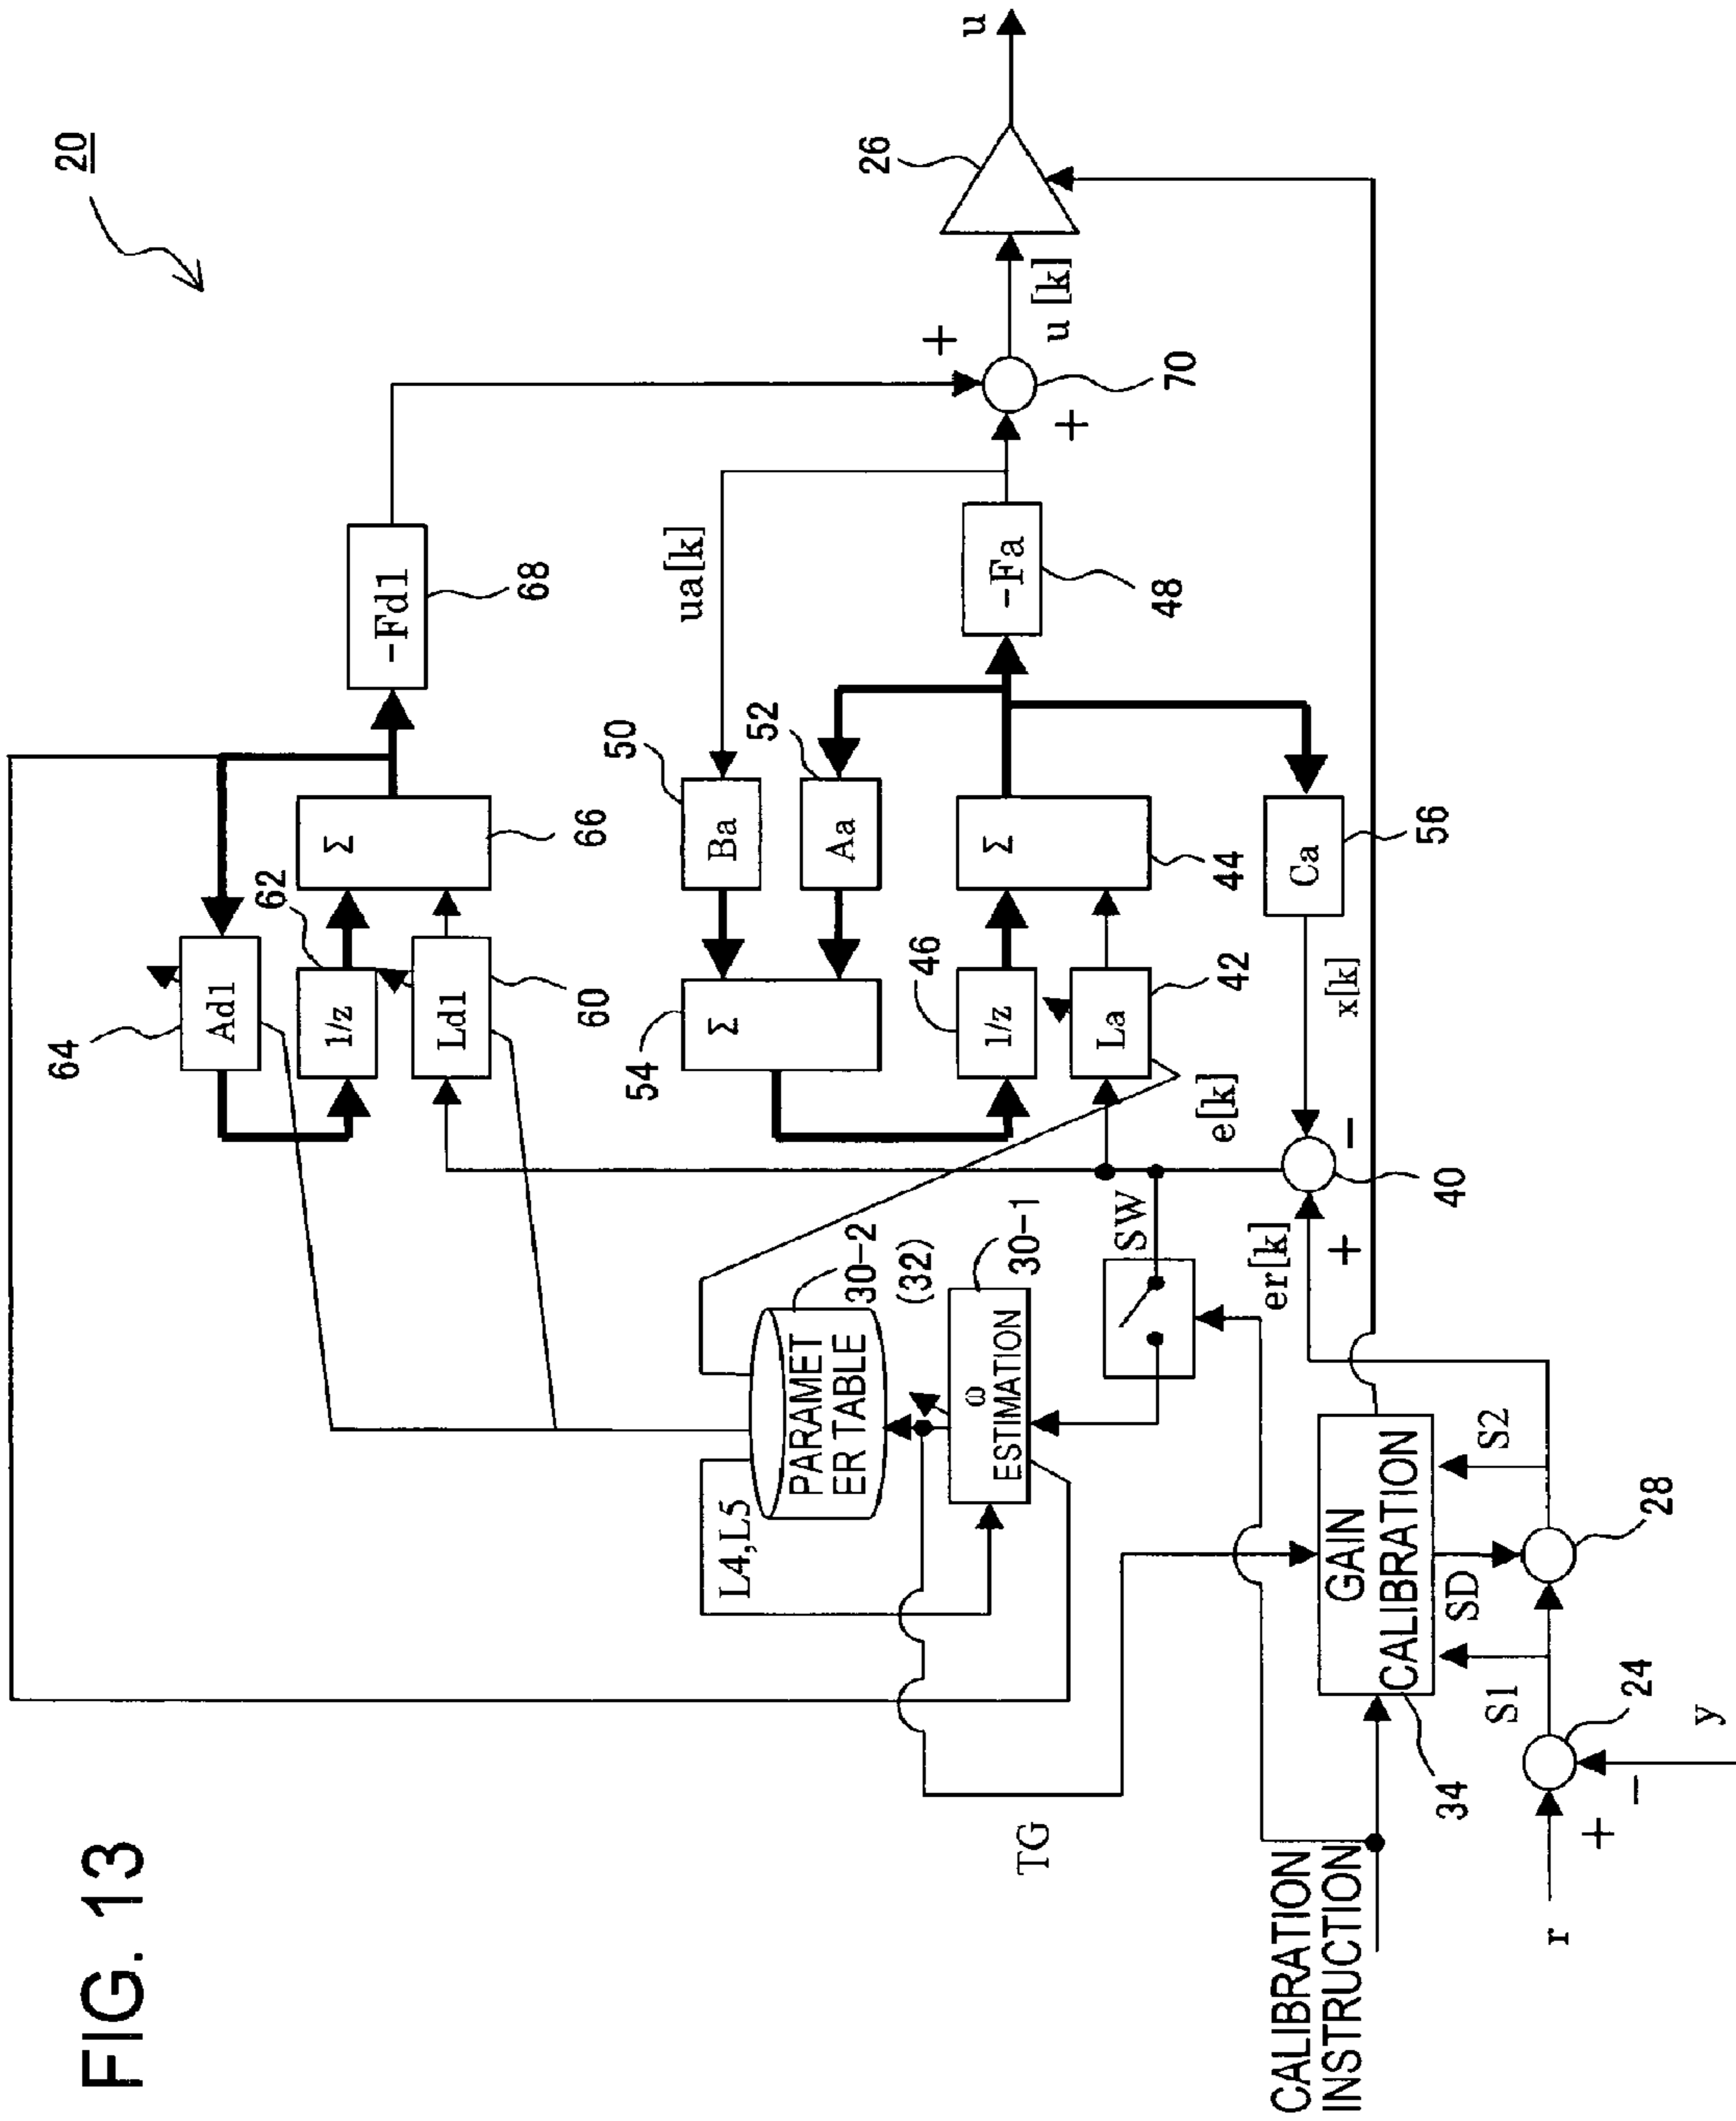 FIG. 13
20
64
Ad1
62
1/z
Ld1
60
Σ
66
-Fd1
68
50
Ba
ua[k]
52
Aa
54
Σ
46
1/z
La
42
Σ
44
-Fa
48
Ca
56
x[k]
e[k]
+
+
70
u [k]
26
u
L4,L5
PARAMET
ER TABLE
30-2
(32)
ω
ESTIMATION
30-1
SW
er[k]
+
-
40
TG
CALIBRATION
INSTRUCTION
34
GAIN
CALIBRATION
S1
SD
S2
r
+
-
24
y
28